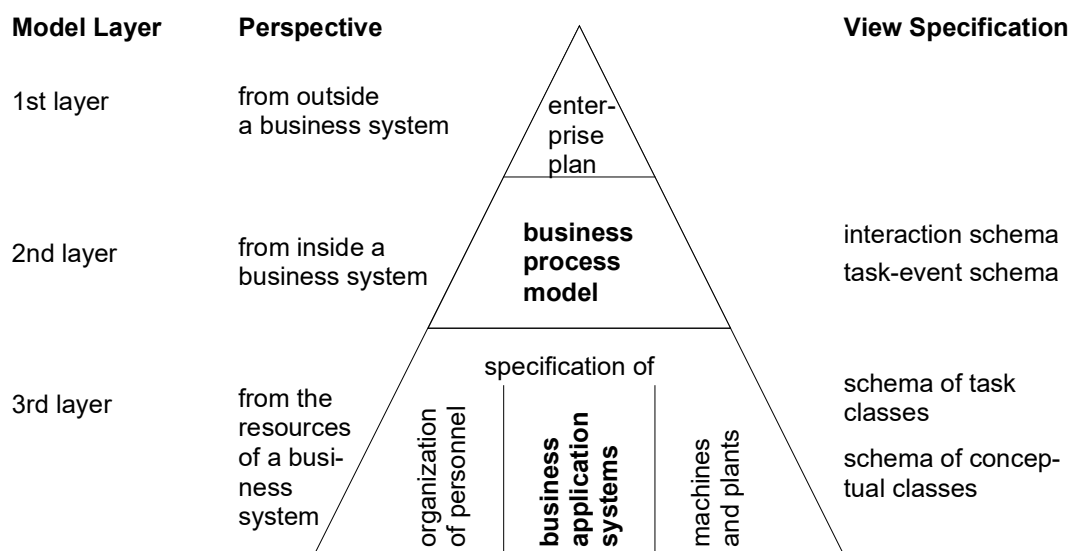 Model Layer
Perspective
View Specification
1st layer
from outside
a business system
enter-
prise
plan
2nd layer
from inside a
business system
business
process
model
interaction schema
task-event schema
3rd layer
from the
resources
of a busi-
ness
system
specification of
organization
of personnel
business
application
systems
machines
and plants
schema of task
classes
schema of concep-
tual classes